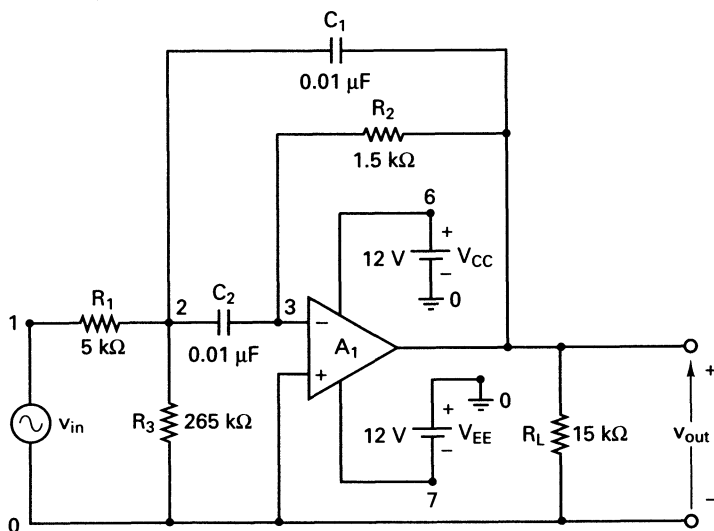 C1
0.01 μF
R2
1.5 kΩ
6
+
12 V
VCC
−
0
R1
2
C2
3
1
5 kΩ
0.01 μF
−
A1
+
+
R3
265 kΩ
vin
+
0
12 V
VEE
−
RL
15 kΩ
vout
7
−
0